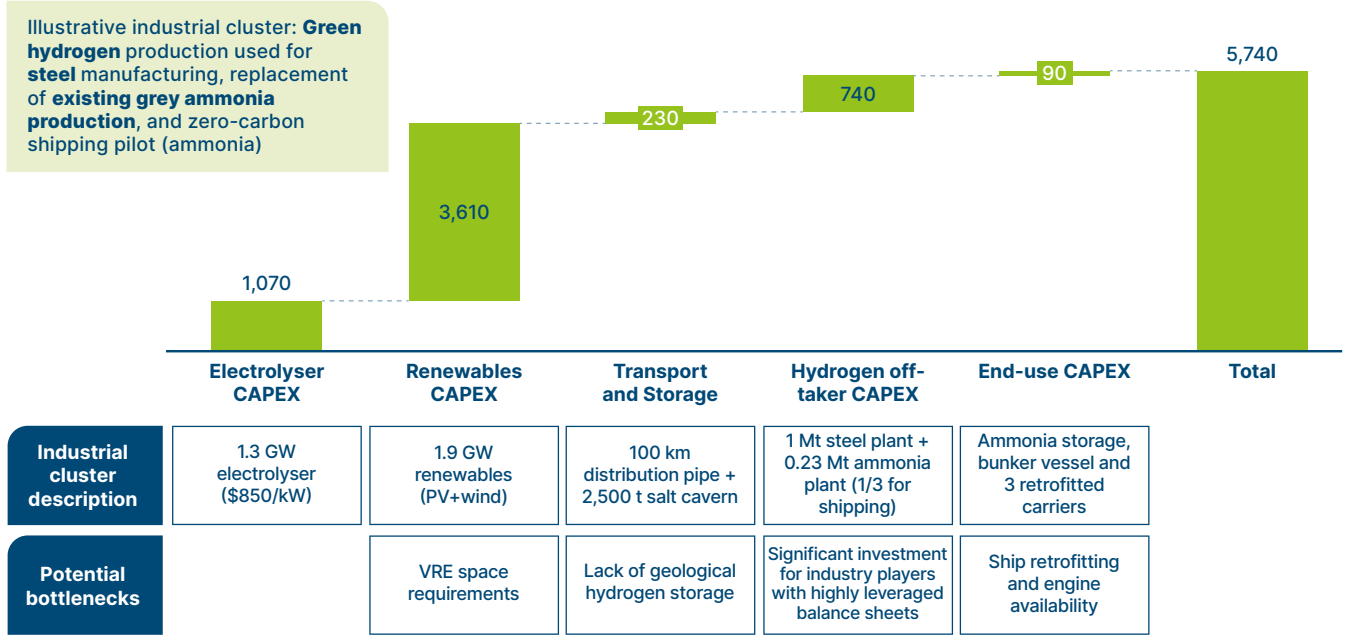 Illustrative industrial cluster: Green
hydrogen production used for
steel manufacturing, replacement
of existing grey ammonia
production, and zero-carbon
shipping pilot (ammonia)
1,070
3,610
230
740
90
5,740
Electrolyser
CAPEX
Renewables
CAPEX
Transport
and Storage
Hydrogen off-
taker CAPEX
End-use CAPEX
Total
Industrial
cluster
description
1.3 GW
electrolyser
($850/kW)
1.9 GW
renewables
(PV+wind)
100 km
distribution pipe +
2,500 t salt cavern
1 Mt steel plant +
0.23 Mt ammonia
plant (1/3 for
shipping)
Ammonia storage,
bunker vessel and
3 retrofitted
carriers
Potential
bottlenecks
VRE space
requirements
Lack of geological
hydrogen storage
Significant investment
for industry players
with highly leveraged
balance sheets
Ship retrofitting
and engine
availability